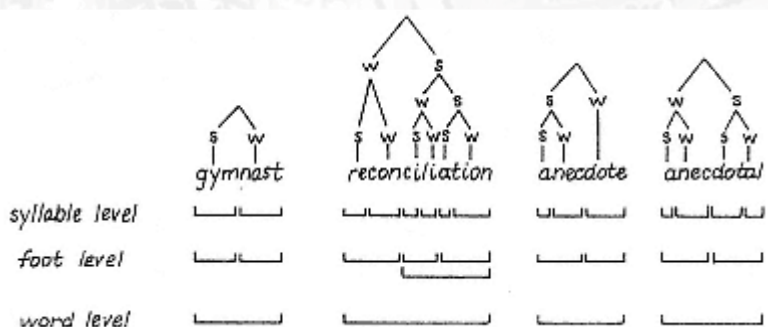 w s
s w w s s w w s
s w s w s w s w s w s w s w
gymnast reconciliation anecdote anecdotal
syllable level
foot level
word level